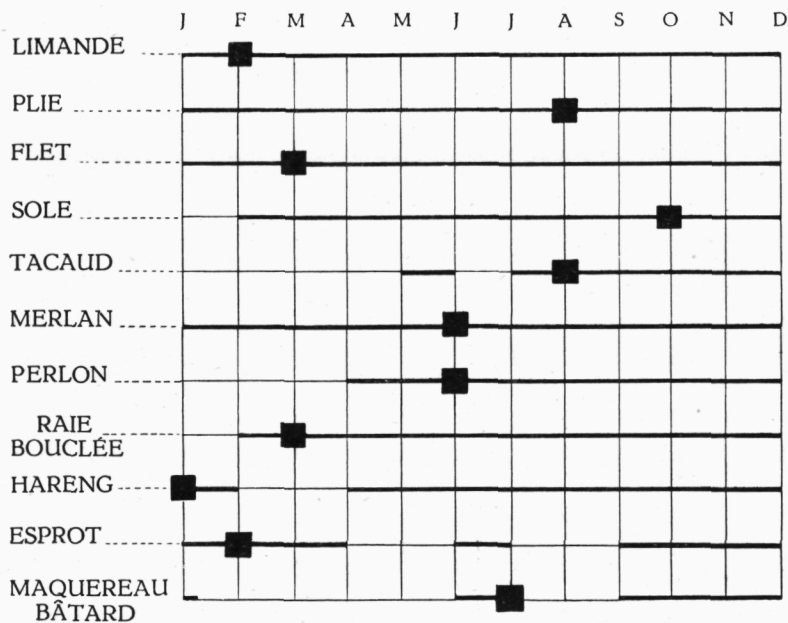 J F M A M J J A S O N D
LIMANDE
PLIE
FLET
SOLE
TACAUD
MERLAN
PERLON
RAIE
BOUCLÉE
HARENG
ESPROT
MAQUEREAU
BÂTARD